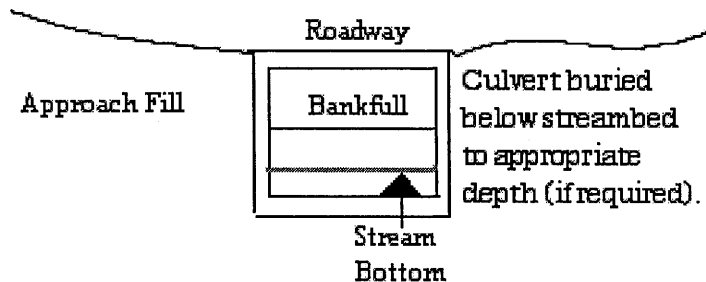 Roadway
Approach Fill
Bankfull
Culvert buried
below streambed
to appropriate
depth (if required).
Stream
Bottom